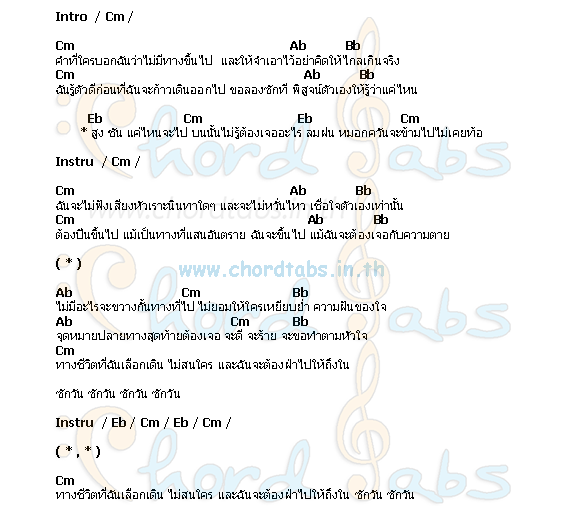 Intro / Cm /
Cm Ab Bb
คำที่ใครบอกฉันว่าไม่มีทางขึ้นไป และให้จำเอาไว้อย่าคิดให้ไกลเกินจริง
Cm Ab Bb
ฉันรู้ตัวดีก่อนที่ฉันจะก้าวเดินออกไป ขอลองซักที พิสูจน์ตัวเองให้รู้ว่าแค่ไหน
Eb Cm Eb Cm
* สูง ชัน แค่ไหนจะไป บนนั้นไม่รู้ต้องเจออะไร ลมฝน หมอกควันจะข้ามไปไม่เคยท้อ
Instru / Cm /
Cm Ab Bb
ฉันจะไม่ฟังเสียงหัวเราะนินทาใดๆ และจะไม่หวั่นไหว เชื่อใจตัวเองเท่านั้น
Cm Ab Bb
ต้องปีนขึ้นไป แม้เป็นทางที่แสนอันตราย ฉันจะขึ้นไป แม้ฉันจะต้องเจอกับความตาย
( * )
www.chordtabs.in.th
Ab Cm Bb
ไม่มีอะไรจะขวางกั้นทางที่ไป ไม่ยอมให้ใครเหยียบย่ำ ความฝันของใจ
Ab Cm Bb
จุดหมายปลายทางสุดท้ายต้องเจอ จะดี จะร้าย จะขอทำตามหัวใจ
Cm
ทางชีวิตที่ฉันเลือกเดิน ไม่สนใคร และฉันจะต้องฝ่าไปให้ถึงใน
ซักวัน ซักวัน ซักวัน ซักวัน
Instru / Eb / Cm / Eb / Cm /
( * , * )
Cm
ทางชีวิตที่ฉันเลือกเดิน ไม่สนใคร และฉันจะต้องฝ่าไปให้ถึงใน ซักวัน ซักวัน